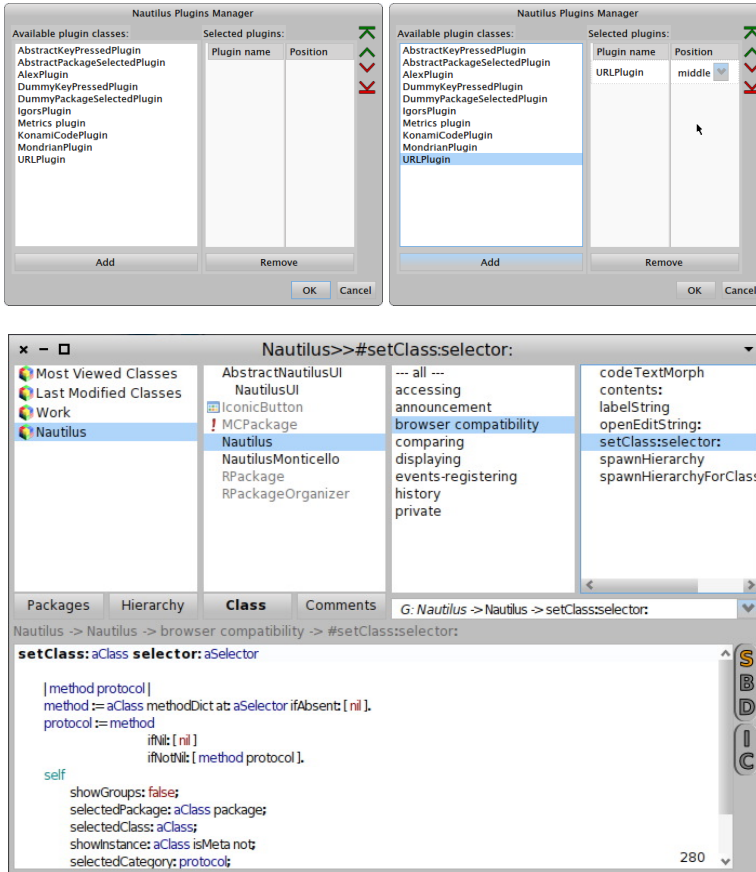 Nautilus Plugins Manager
Available plugin classes: Selected plugins:
Plugin name Position
AbstractKeyPressedPlugin
AbstractPackageSelectedPlugin
AlexPlugin
DummyKeyPressedPlugin
DummyPackageSelectedPlugin
IgorsPlugin
Metrics plugin
KonamiCodePlugin
MondrianPlugin
URLPlugin
Add Remove
OK Cancel
Nautilus Plugins Manager
Available plugin classes: Selected plugins:
Plugin name Position
AbstractKeyPressedPlugin
AbstractPackageSelectedPlugin
URLPlugin middle
AlexPlugin
DummyKeyPressedPlugin
DummyPackageSelectedPlugin
IgorsPlugin
Metrics plugin
KonamiCodePlugin
MondrianPlugin
URLPlugin
Add Remove
OK Cancel
Nautilus>>#setClass:selector:
Most Viewed Classes
Last Modified Classes
Work
Nautilus
AbstractNautilusUI
NautilusUI
IconicButton
MCPackage
Nautilus
NautilusMonticello
RPackage
RPackageOrganizer
--- all ---
accessing
announcement
browser compatibility
comparing
displaying
events-registering
history
private
codeTextMorph
contents:
labelString
openEditString:
setClass:selector:
spawnHierarchy
spawnHierarchyForClass
Packages Hierarchy Class Comments G: Nautilus -> Nautilus -> setClass:selector:
Nautilus -> Nautilus -> browser compatibility -> #setClass:selector:
setClass: aClass selector: aSelector
| method protocol |
method := aClass methodDict at: aSelector ifAbsent: [ nil ].
protocol := method
ifNil: [ nil ]
ifNotNil: [ method protocol ].
self
showGroups: false;
selectedPackage: aClass package;
selectedClass: aClass;
showInstance: aClass isMeta not;
selectedCategory: protocol;
280
S
B
D
I
C